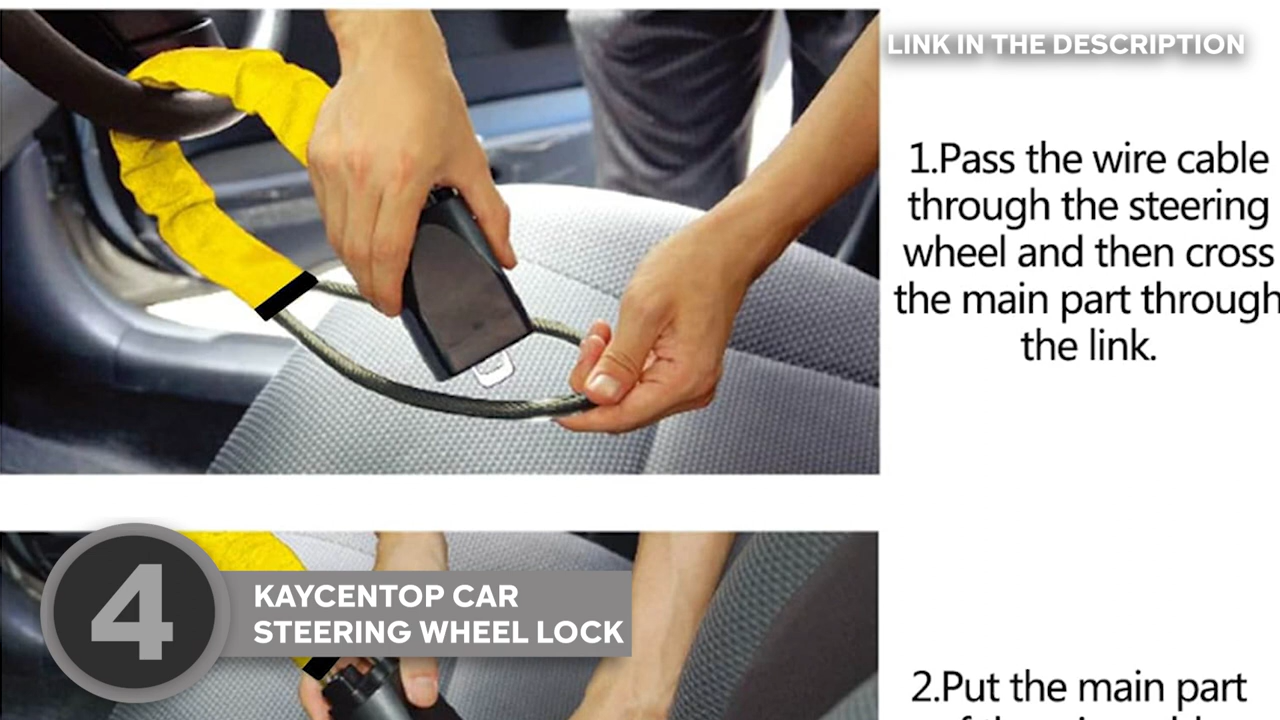 LINK IN THE DESCRIPTION
1.Pass the wire cable
through the steering
wheel and then cross
the main part through
the link.
4
KAYCENTOP CAR
STEERING WHEEL LOCK
2.Put the main part